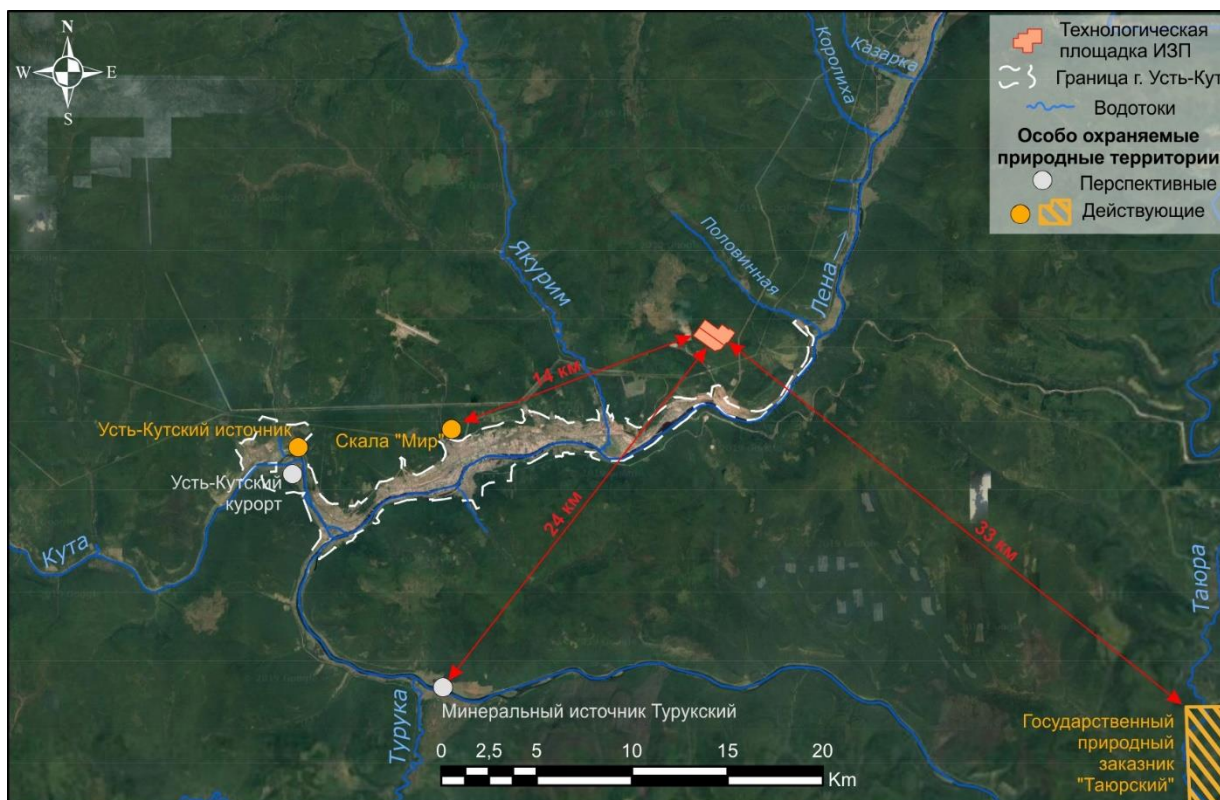 N
W E
S
Технологическая
площадка ИЗП
Граница г. Усть-Кут
Водотоки
Особо охраняемые
природные территории
Перспективные
Действующие
Казарка
Королиха
Половинная
Лена
Якурим
14 км
Усть-Кутский источник
Скала "Мир"
Усть-Кутский
курорт
24 км
33 км
Кута
Таюра
Турука
Минеральный источник Турукский
Государственный
природный
заказник
"Таюрский"
0 2,5 5 10 15 20
Km